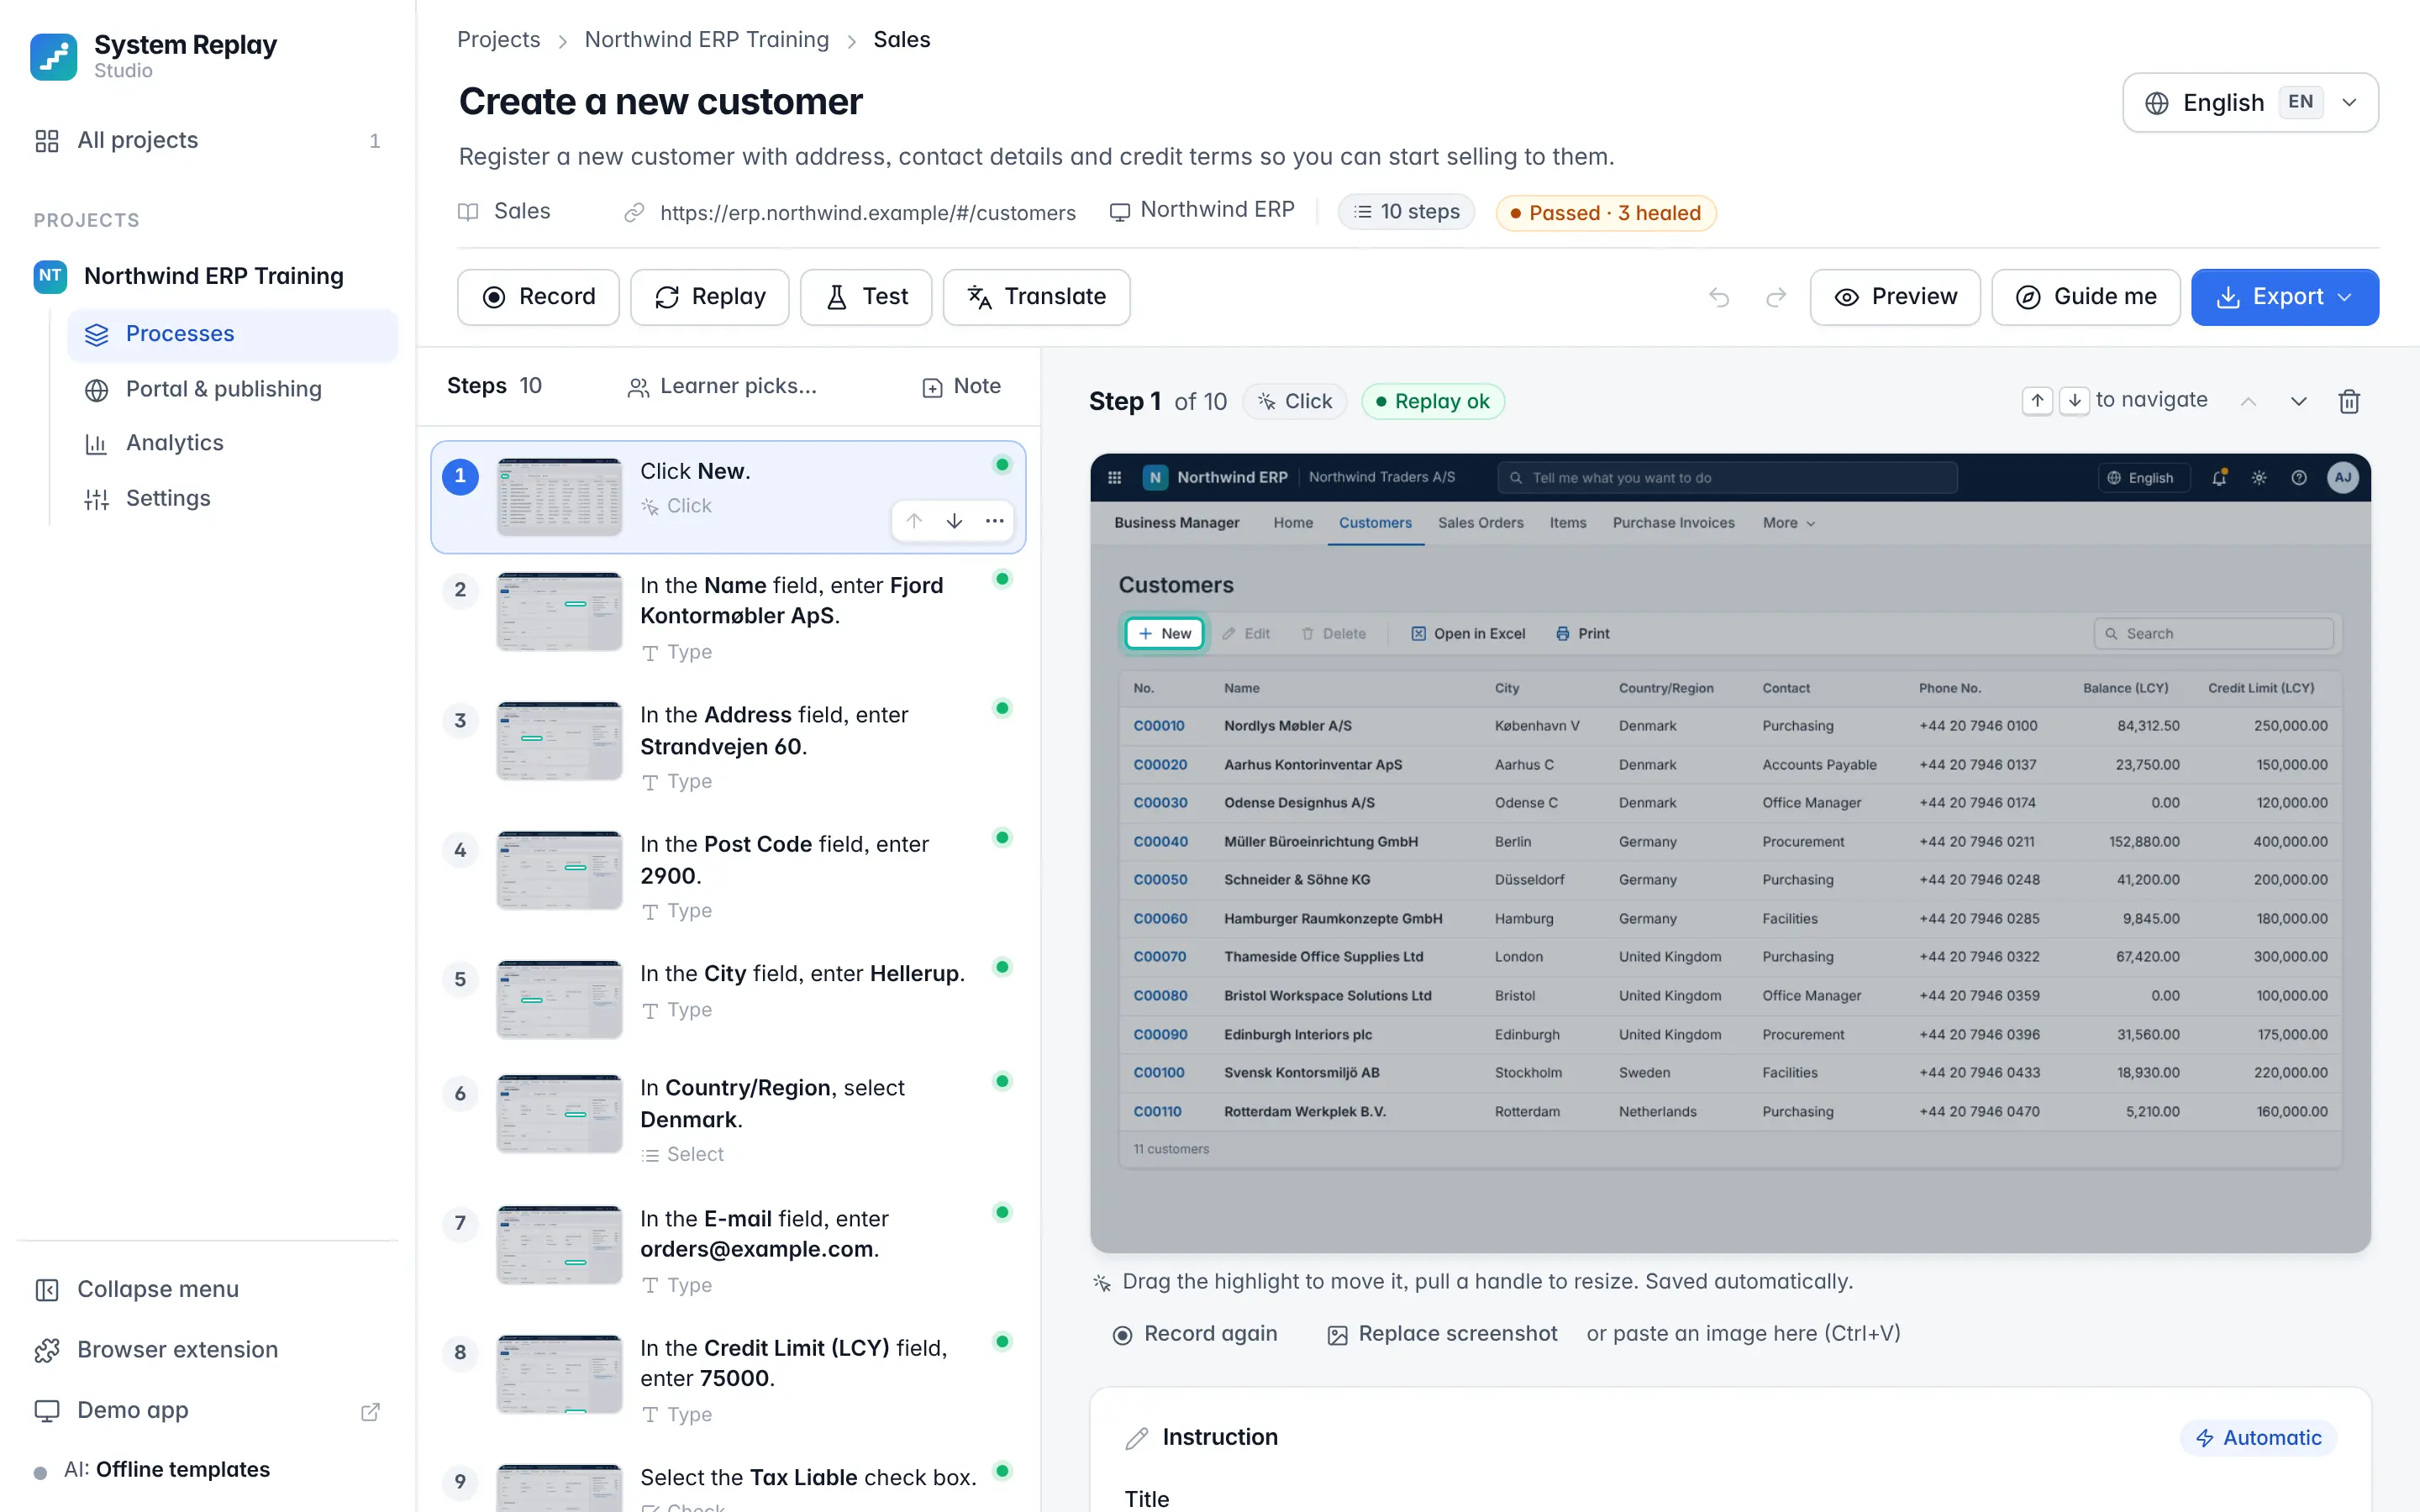 System Replay
Studio
All projects 1
PROJECTS
NT Northwind ERP Training
Processes
Portal & publishing
Analytics
Settings
Collapse menu
Browser extension
Demo app
AI: Offline templates
Projects > Northwind ERP Training > Sales
Create a new customer
English EN
Register a new customer with address, contact details and credit terms so you can start selling to them.
Sales https://erp.northwind.example/#/customers Northwind ERP 10 steps Passed · 3 healed
Record Replay Test Translate Preview Guide me Export
Steps 10 Learner picks... Note
1 Click New.
Click
2 In the Name field, enter Fjord
Kontormøbler ApS.
Type
3 In the Address field, enter
Strandvejen 60.
Type
4 In the Post Code field, enter
2900.
Type
5 In the City field, enter Hellerup.
Type
6 In Country/Region, select
Denmark.
Select
7 In the E-mail field, enter
orders@example.com.
Type
8 In the Credit Limit (LCY) field,
enter 75000.
Type
9 Select the Tax Liable check box.
Check
Step 1 of 10 Click Replay ok ↑ ↓ to navigate
N Northwind ERP Northwind Traders A/S Tell me what you want to do English AJ
Business Manager Home Customers Sales Orders Items Purchase Invoices More
Customers
+ New Edit Delete Open in Excel Print Search
No. Name City Country/Region Contact Phone No. Balance (LCY) Credit Limit (LCY)
C00010 Nordlys Møbler A/S København V Denmark Purchasing +44 20 7946 0100 84,312.50 250,000.00
C00020 Aarhus Kontorinventar ApS Aarhus C Denmark Accounts Payable +44 20 7946 0137 23,750.00 150,000.00
C00030 Odense Designhus A/S Odense C Denmark Office Manager +44 20 7946 0174 0.00 120,000.00
C00040 Müller Büroeinrichtung GmbH Berlin Germany Procurement +44 20 7946 0211 152,880.00 400,000.00
C00050 Schneider & Söhne KG Düsseldorf Germany Purchasing +44 20 7946 0248 41,200.00 200,000.00
C00060 Hamburger Raumkonzepte GmbH Hamburg Germany Facilities +44 20 7946 0285 9,845.00 180,000.00
C00070 Thameside Office Supplies Ltd London United Kingdom Purchasing +44 20 7946 0322 67,420.00 300,000.00
C00080 Bristol Workspace Solutions Ltd Bristol United Kingdom Office Manager +44 20 7946 0359 0.00 100,000.00
C00090 Edinburgh Interiors plc Edinburgh United Kingdom Procurement +44 20 7946 0396 31,560.00 175,000.00
C00100 Svensk Kontorsmiljö AB Stockholm Sweden Facilities +44 20 7946 0433 18,930.00 220,000.00
C00110 Rotterdam Werkplek B.V. Rotterdam Netherlands Purchasing +44 20 7946 0470 5,210.00 160,000.00
11 customers
Drag the highlight to move it, pull a handle to resize. Saved automatically.
Record again Replace screenshot or paste an image here (Ctrl+V)
Instruction Automatic
Title